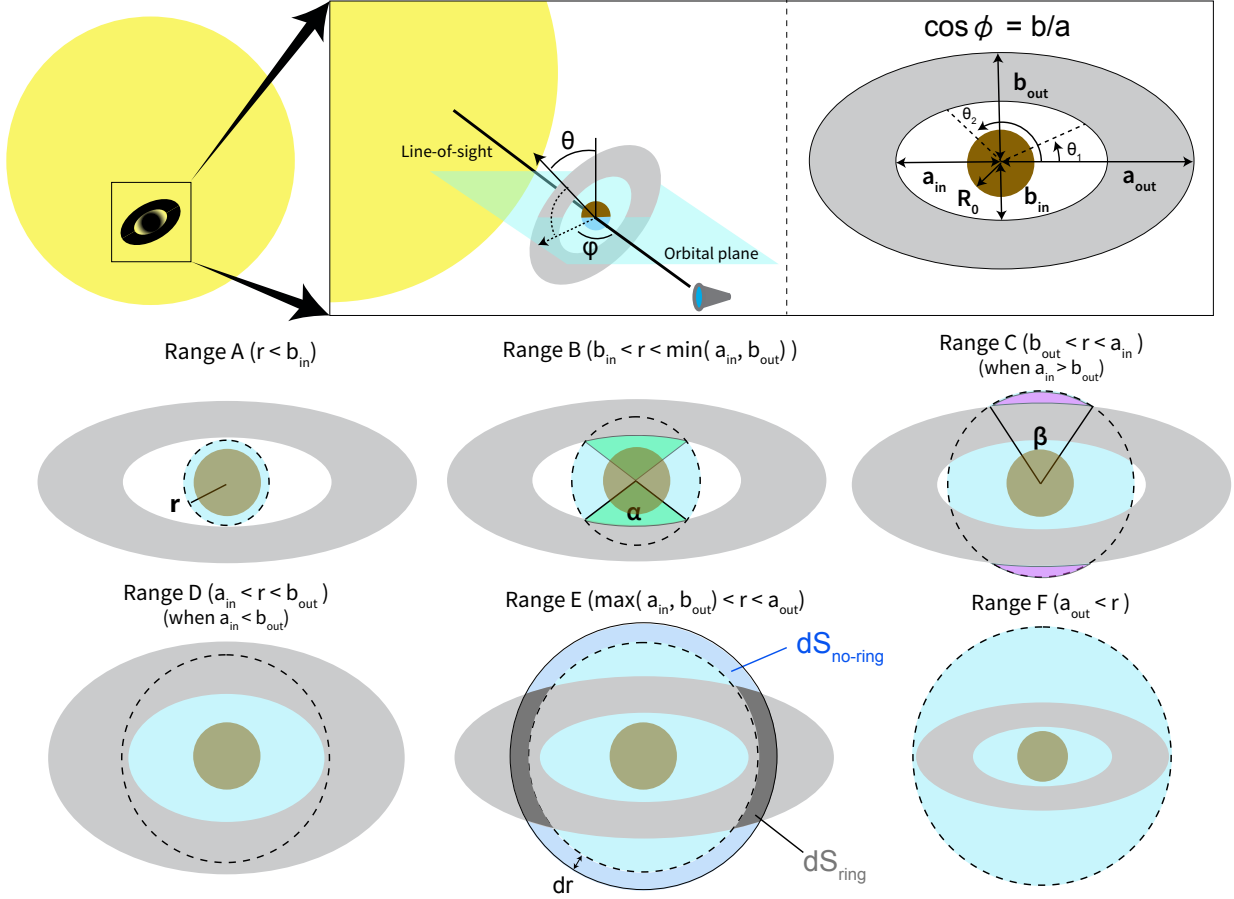 cos ϕ = b/a
b_out
θ_2
θ_1
a_in
a_out
R_0
b_in
θ
Line-of-sight
φ
Orbital plane
Range A (r < b_in)
Range B (b_in < r < min( a_in, b_out) )
Range C (b_out < r < a_in )
(when a_in > b_out)
r
α
β
Range D (a_in < r < b_out )
(when a_in < b_out)
Range E (max( a_in, b_out) < r < a_out)
Range F (a_out < r )
dS_no-ring
dS_ring
dr